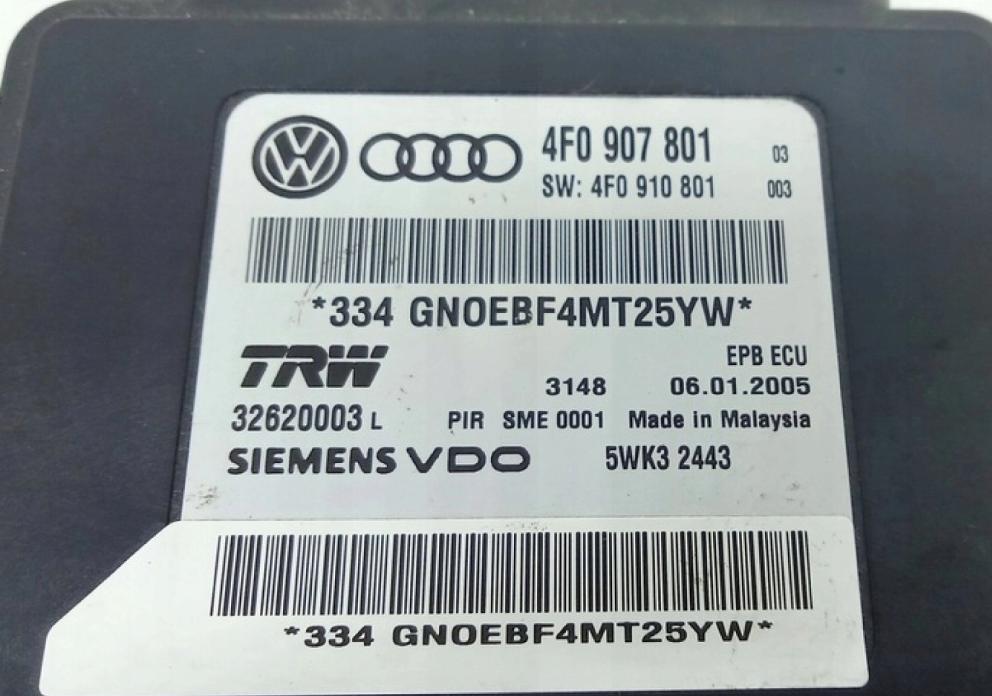 4F0 907 801 03
SW: 4F0 910 801 003
*334 GNOEBF4MT25YW*
TRW EPB ECU
3148 06.01.2005
32620003 L PIR SME 0001 Made in Malaysia
SIEMENS VDO 5WK3 2443
*334 GNOEBF4MT25YW*